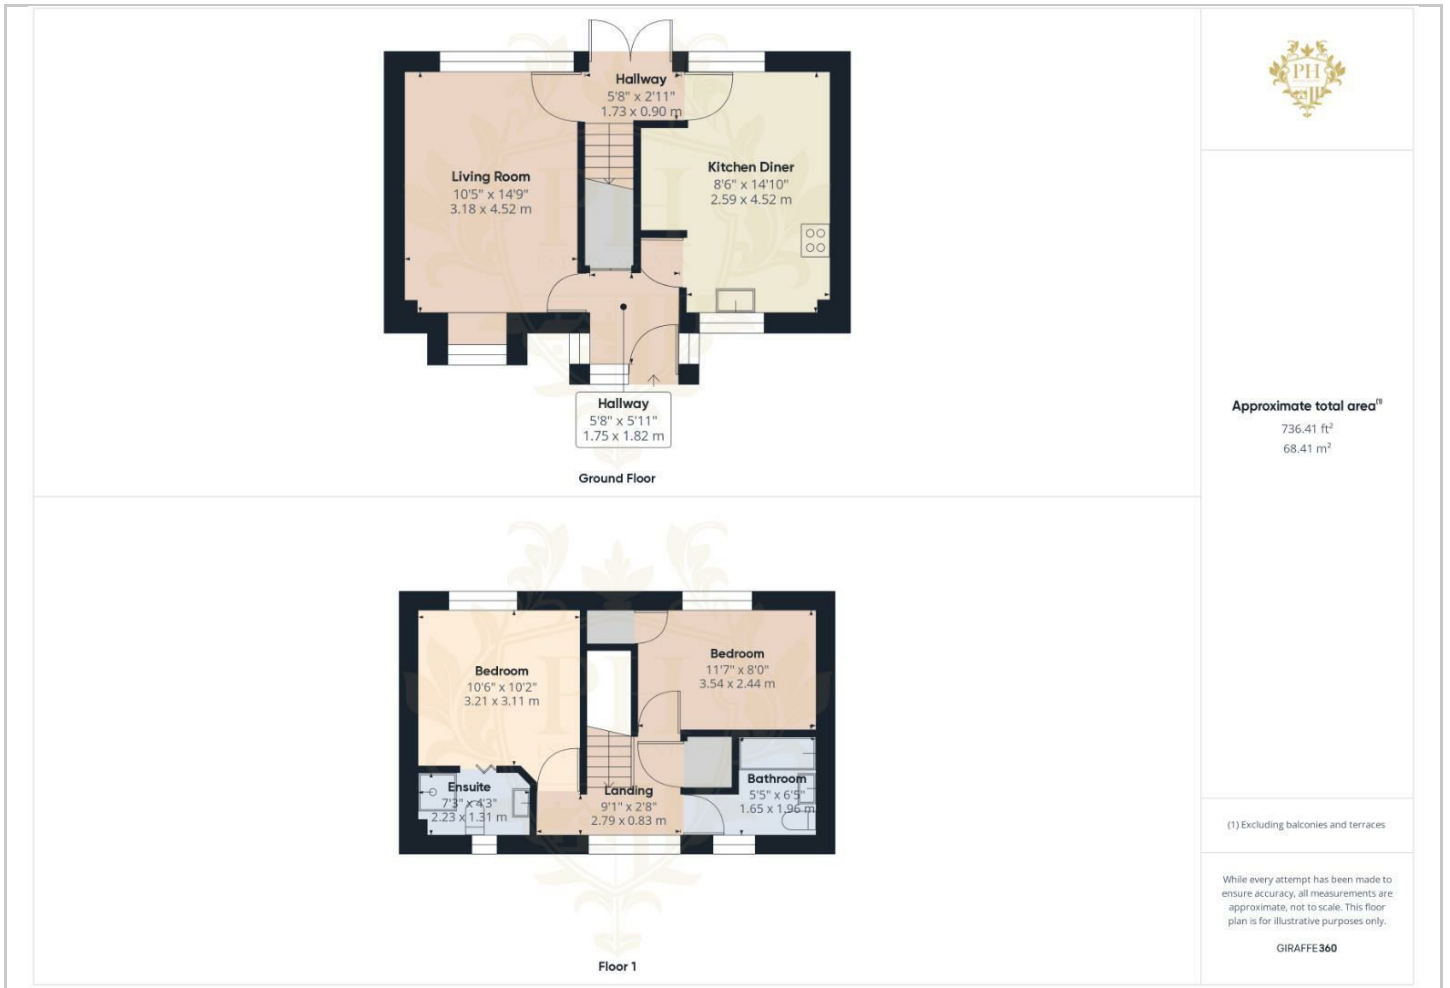 Hallway
5'8" x 2'11"
1.73 x 0.90 m
Living Room
10'5" x 14'9"
3.18 x 4.52 m
Kitchen Diner
8'6" x 14'10"
2.59 x 4.52 m
Hallway
5'8" x 5'11"
1.75 x 1.82 m
Ground Floor
Bedroom
10'6" x 10'2"
3.21 x 3.11 m
Bedroom
11'7" x 8'0"
3.54 x 2.44 m
Ensuite
7'3" x 4'3"
2.23 x 1.31 m
Landing
9'1" x 2'8"
2.79 x 0.83 m
Bathroom
5'5" x 6'5"
1.65 x 1.96 m
Floor 1
PH
Approximate total area(1)
736.41 ft²
68.41 m²
(1) Excluding balconies and terraces
While every attempt has been made to
ensure accuracy, all measurements are
approximate, not to scale. This floor
plan is for illustrative purposes only.
GIRAFFE360